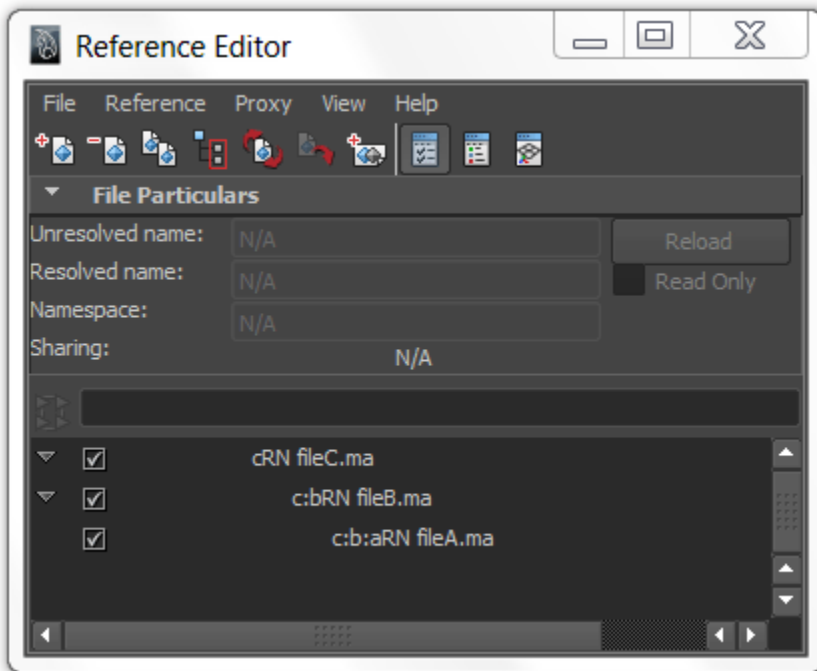 Reference Editor
File Reference Proxy View Help
File Particulars
Unresolved name: N/A Reload
Resolved name: N/A Read Only
Namespace: N/A
Sharing: N/A
cRN fileC.ma
c:bRN fileB.ma
c:b:aRN fileA.ma